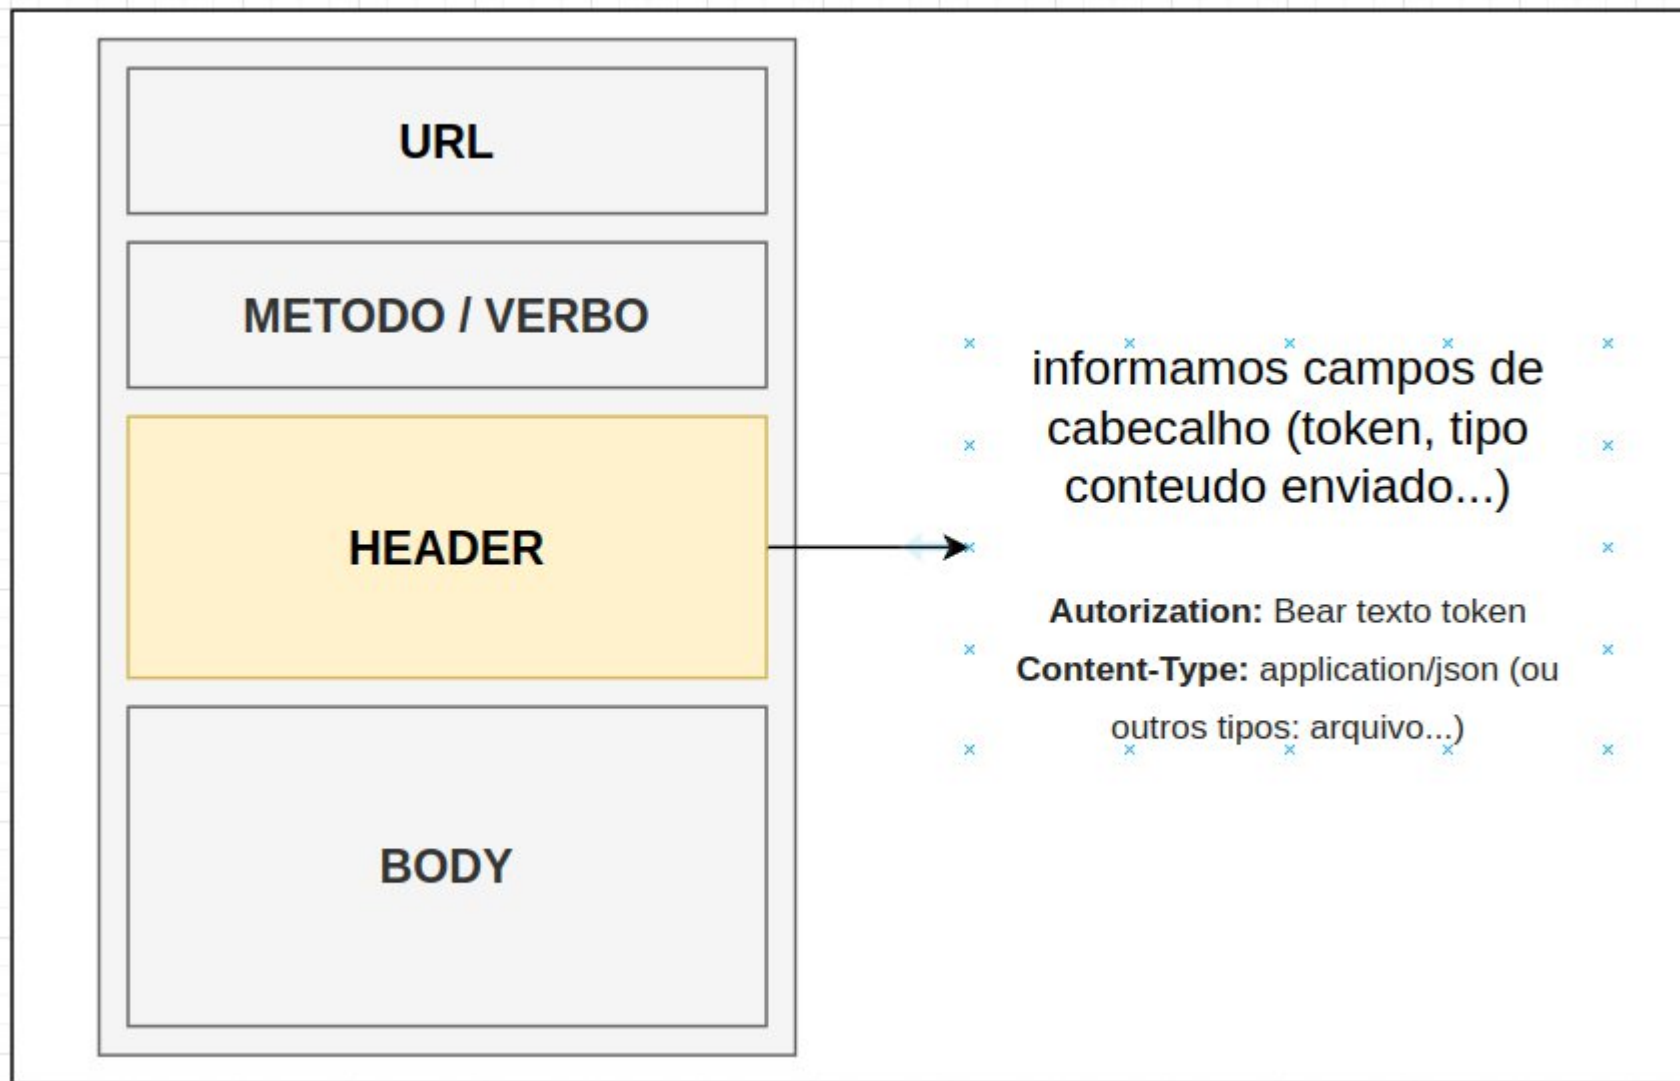 URL
METODO / VERBO
informamos campos de
cabecalho (token, tipo
conteudo enviado...)
HEADER
Autorization: Bear texto token
Content-Type: application/json (ou
outros tipos: arquivo...)
BODY